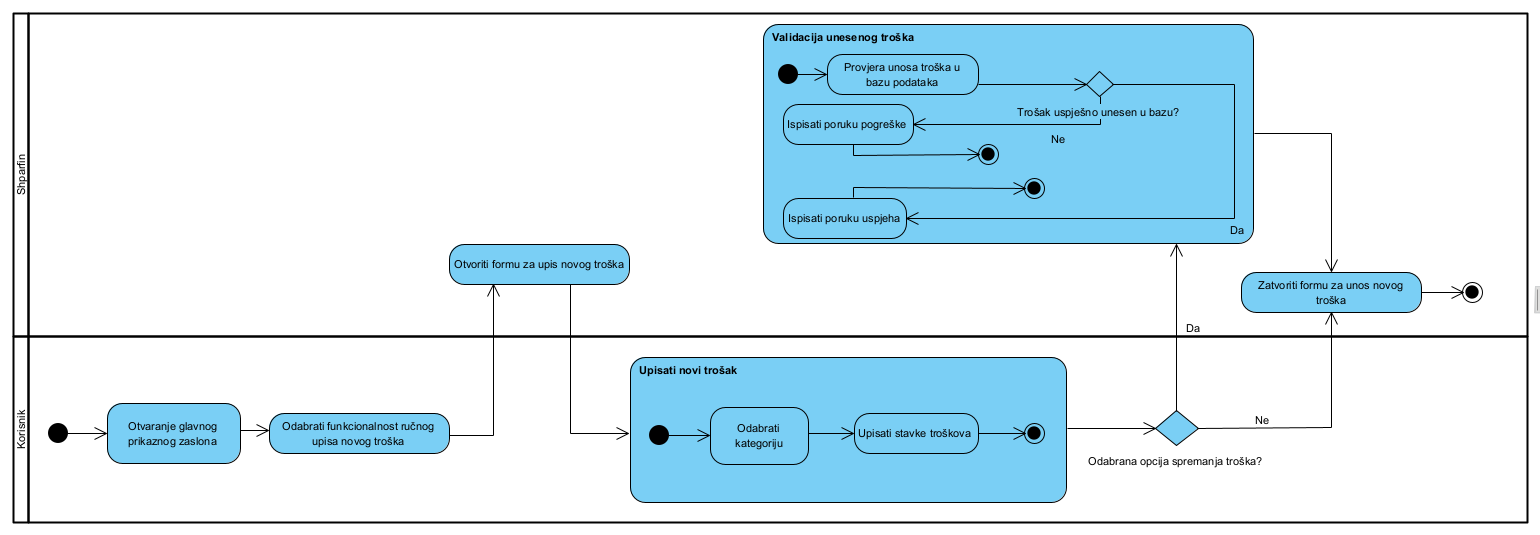 Shparfin
Validacija unesenog troška
Provjera unosa troška u
bazu podataka
Trošak uspješno unesen u bazu?
Ispisati poruku pogreške
Ne
Ispisati poruku uspjeha
Da
Otvoriti formu za upis novog troška
Zatvoriti formu za unos novog
troška
Da
Korisnik
Otvaranje glavnog
prikaznog zaslona
Odabrati funkcionalnost ručnog
upisa novog troška
Upisati novi trošak
Odabrati
kategoriju
Upisati stavke troškova
Ne
Odabrana opcija spremanja troška?